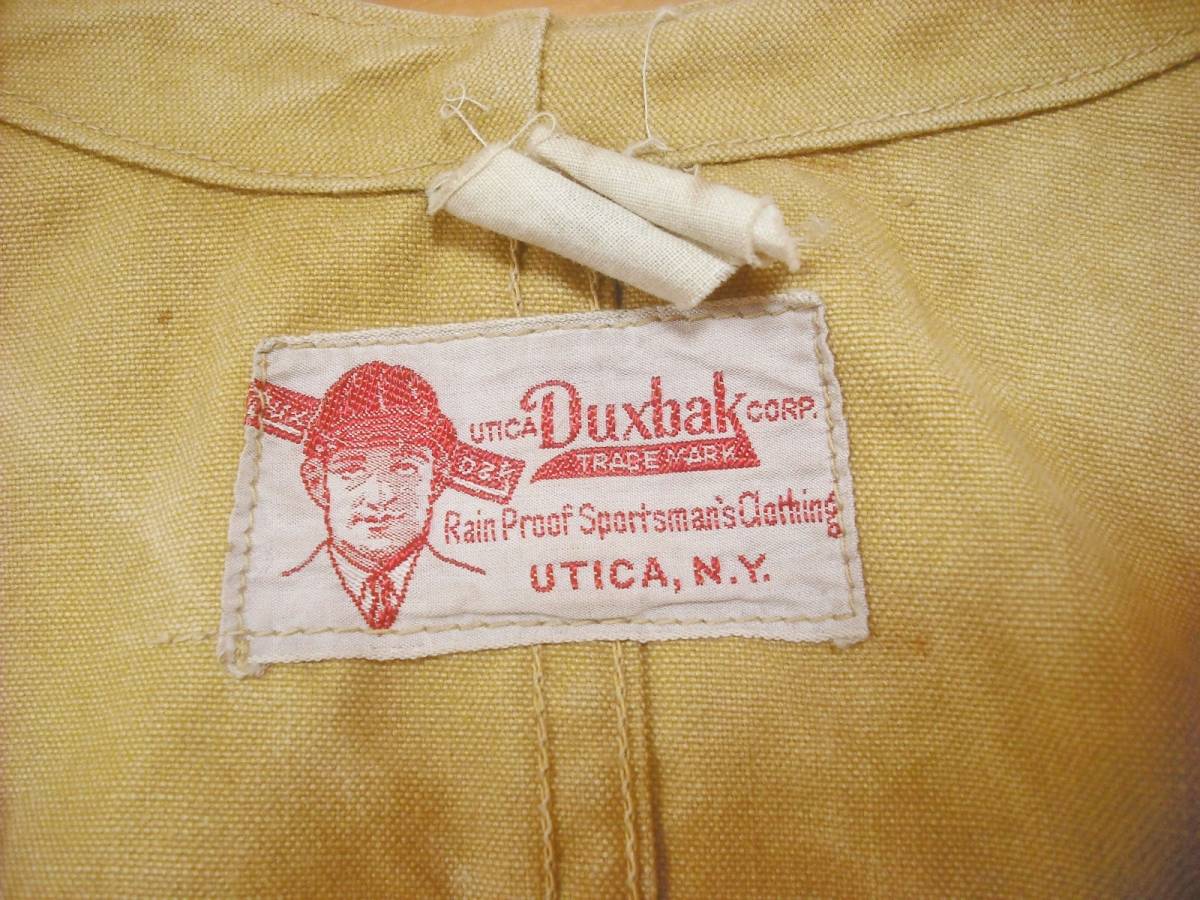 UTICA Duxbak CORP.
TRADE MARK
Rain Proof Sportsman's Clothing
UTICA, N.Y.